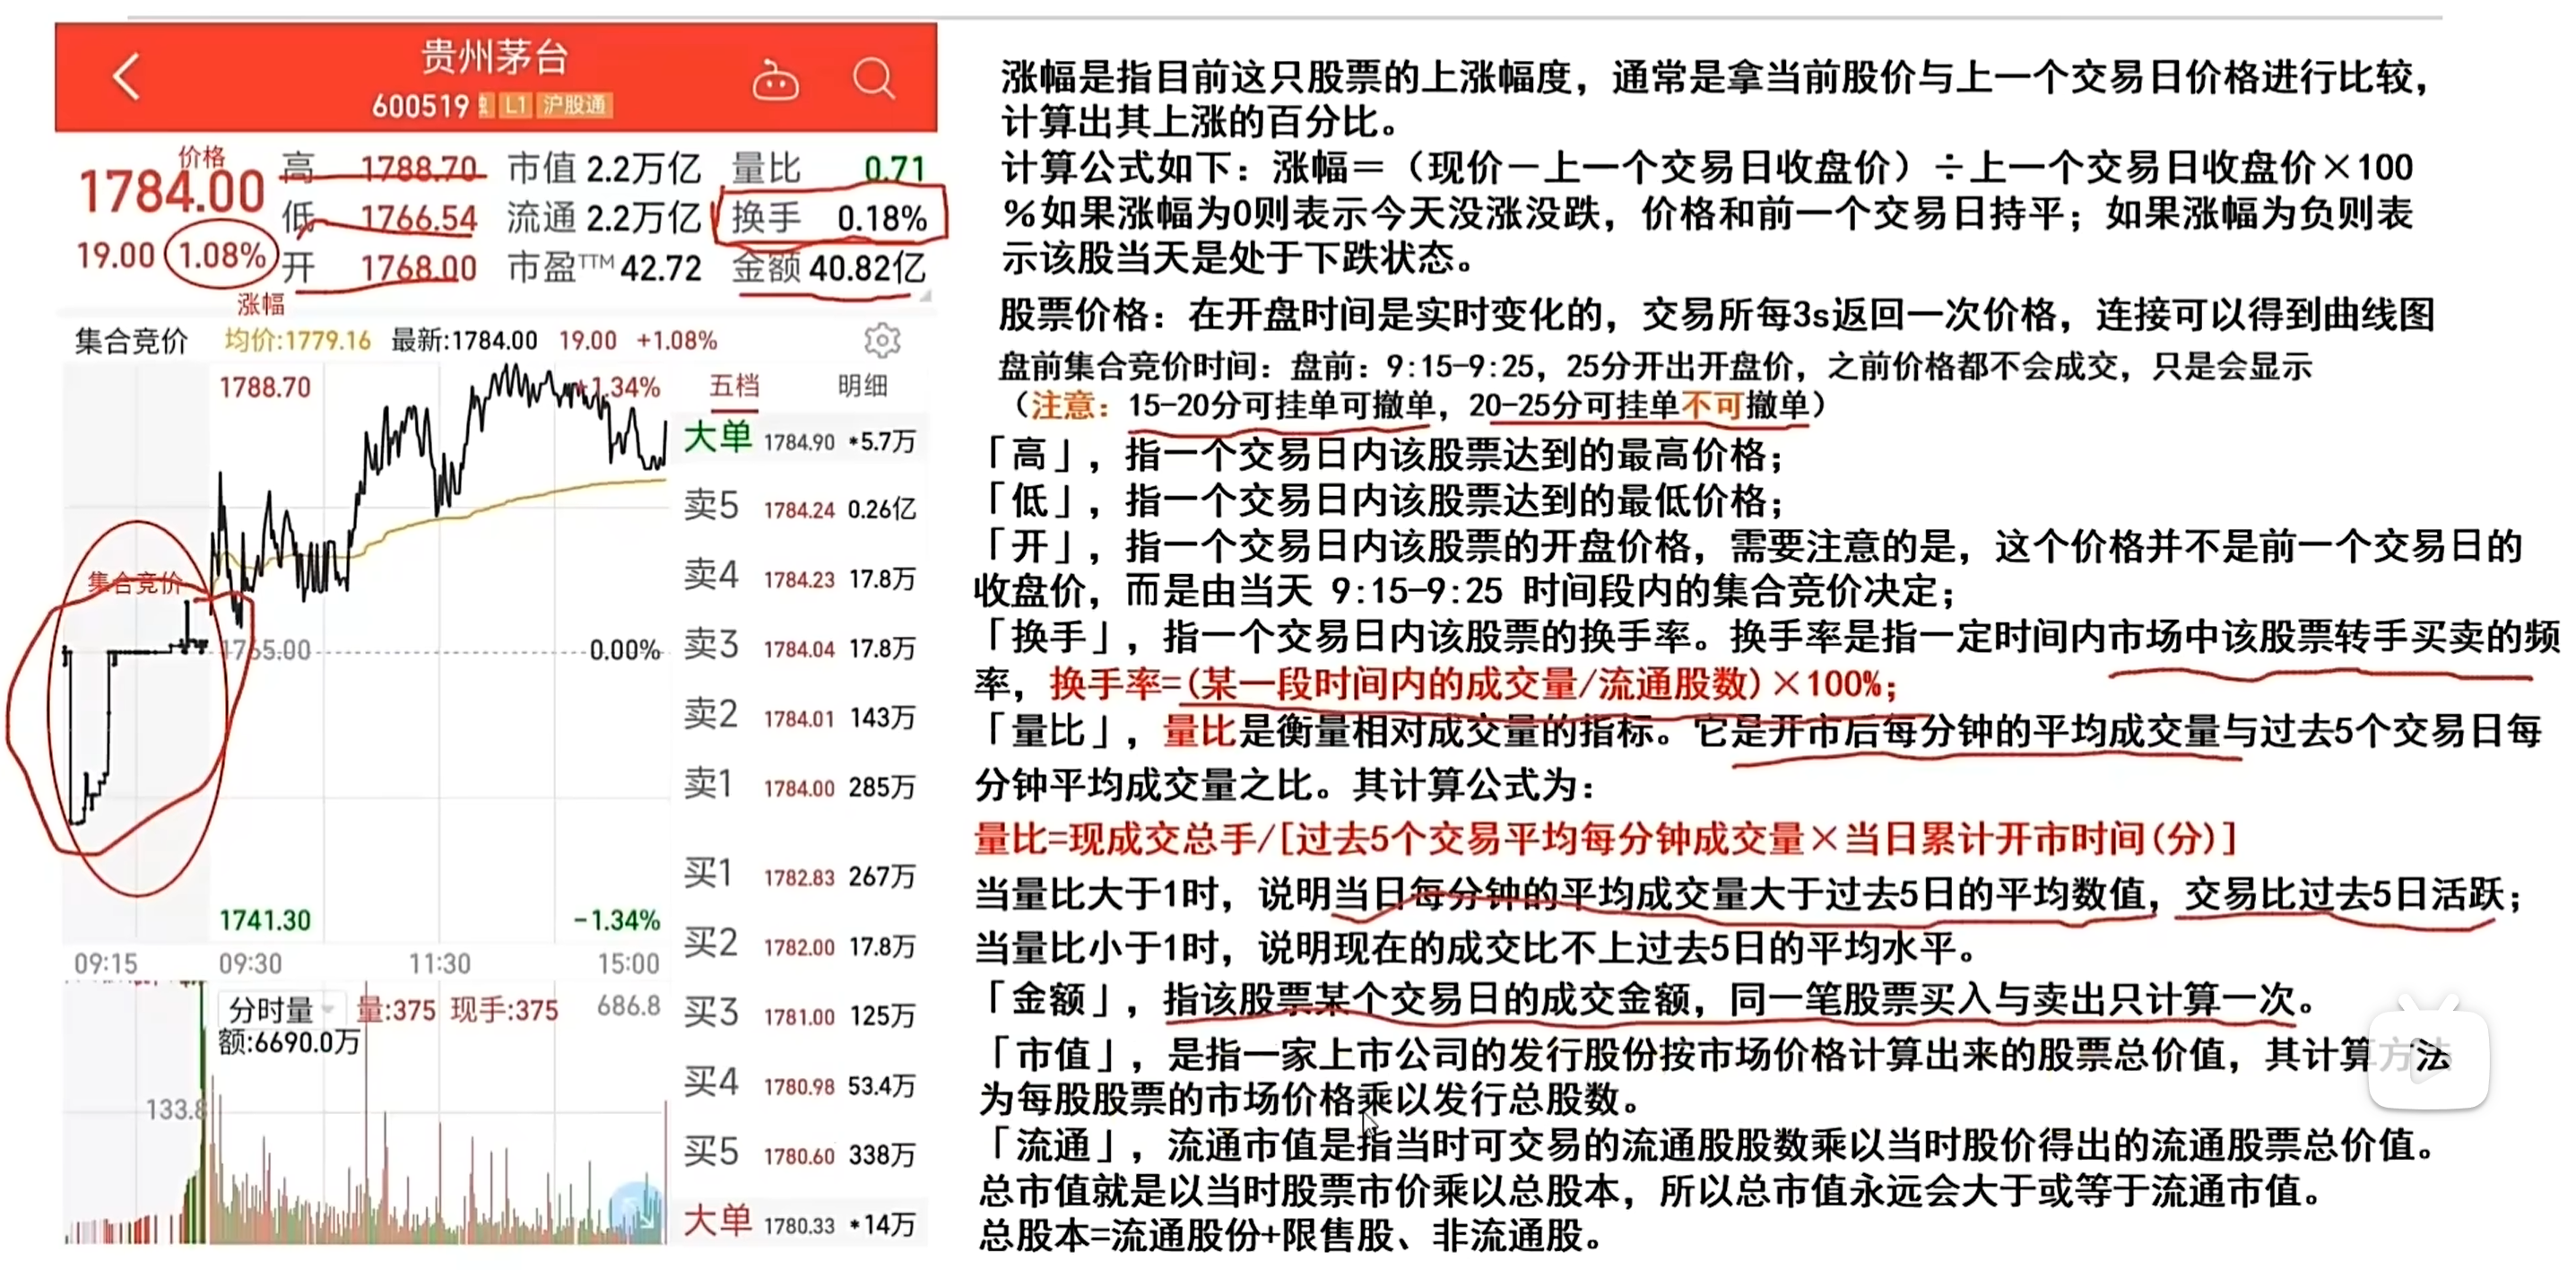 贵州茅台
600519 L1 沪股通
价格
1784.00
19.00 1.08%
涨幅
高 1788.70 市值 2.2万亿 量比 0.71
低 1766.54 流通 2.2万亿 换手 0.18%
开 1768.00 市盈TTM 42.72 金额 40.82亿
集合竞价 均价:1779.16 最新:1784.00 19.00 +1.08%
1788.70 +1.34%
集合竞价
1765.00 0.00%
1741.30 -1.34%
09:15 09:30 11:30 15:00
分时量 量:375 现手:375 686.8
额:6690.0万
133.8
五档 明细
大单 1784.90 *5.7万
卖5 1784.24 0.26亿
卖4 1784.23 17.8万
卖3 1784.04 17.8万
卖2 1784.01 143万
卖1 1784.00 285万
买1 1782.83 267万
买2 1782.00 17.8万
买3 1781.00 125万
买4 1780.98 53.4万
买5 1780.60 338万
大单 1780.33 *14万
涨幅是指目前这只股票的上涨幅度，通常是拿当前股价与上一个交易日价格进行比较，
计算出其上涨的百分比。
计算公式如下：涨幅＝（现价－上一个交易日收盘价）÷上一个交易日收盘价×100
％如果涨幅为0则表示今天没涨没跌，价格和前一个交易日持平；如果涨幅为负则表
示该股当天是处于下跌状态。
股票价格：在开盘时间是实时变化的，交易所每3s返回一次价格，连接可以得到曲线图
盘前集合竞价时间：盘前：9:15-9:25，25分开出开盘价，之前价格都不会成交，只是会显示
（注意：15-20分可挂单可撤单，20-25分可挂单不可撤单）
「高」，指一个交易日内该股票达到的最高价格；
「低」，指一个交易日内该股票达到的最低价格；
「开」，指一个交易日内该股票的开盘价格，需要注意的是，这个价格并不是前一个交易日的
收盘价，而是由当天 9:15-9:25 时间段内的集合竞价决定；
「换手」，指一个交易日内该股票的换手率。换手率是指一定时间内市场中该股票转手买卖的频
率，换手率=(某一段时间内的成交量/流通股数)×100%；
「量比」，量比是衡量相对成交量的指标。它是开市后每分钟的平均成交量与过去5个交易日每
分钟平均成交量之比。其计算公式为：
量比=现成交总手/[过去5个交易平均每分钟成交量×当日累计开市时间(分)]
当量比大于1时，说明当日每分钟的平均成交量大于过去5日的平均数值，交易比过去5日活跃；
当量比小于1时，说明现在的成交比不上过去5日的平均水平。
「金额」，指该股票某个交易日的成交金额，同一笔股票买入与卖出只计算一次。
「市值」，是指一家上市公司的发行股份按市场价格计算出来的股票总价值，其计算方法
为每股股票的市场价格乘以发行总股数。
「流通」，流通市值是指当时可交易的流通股股数乘以当时股价得出的流通股票总价值。
总市值就是以当时股票市价乘以总股本，所以总市值永远会大于或等于流通市值。
总股本=流通股份+限售股、非流通股。